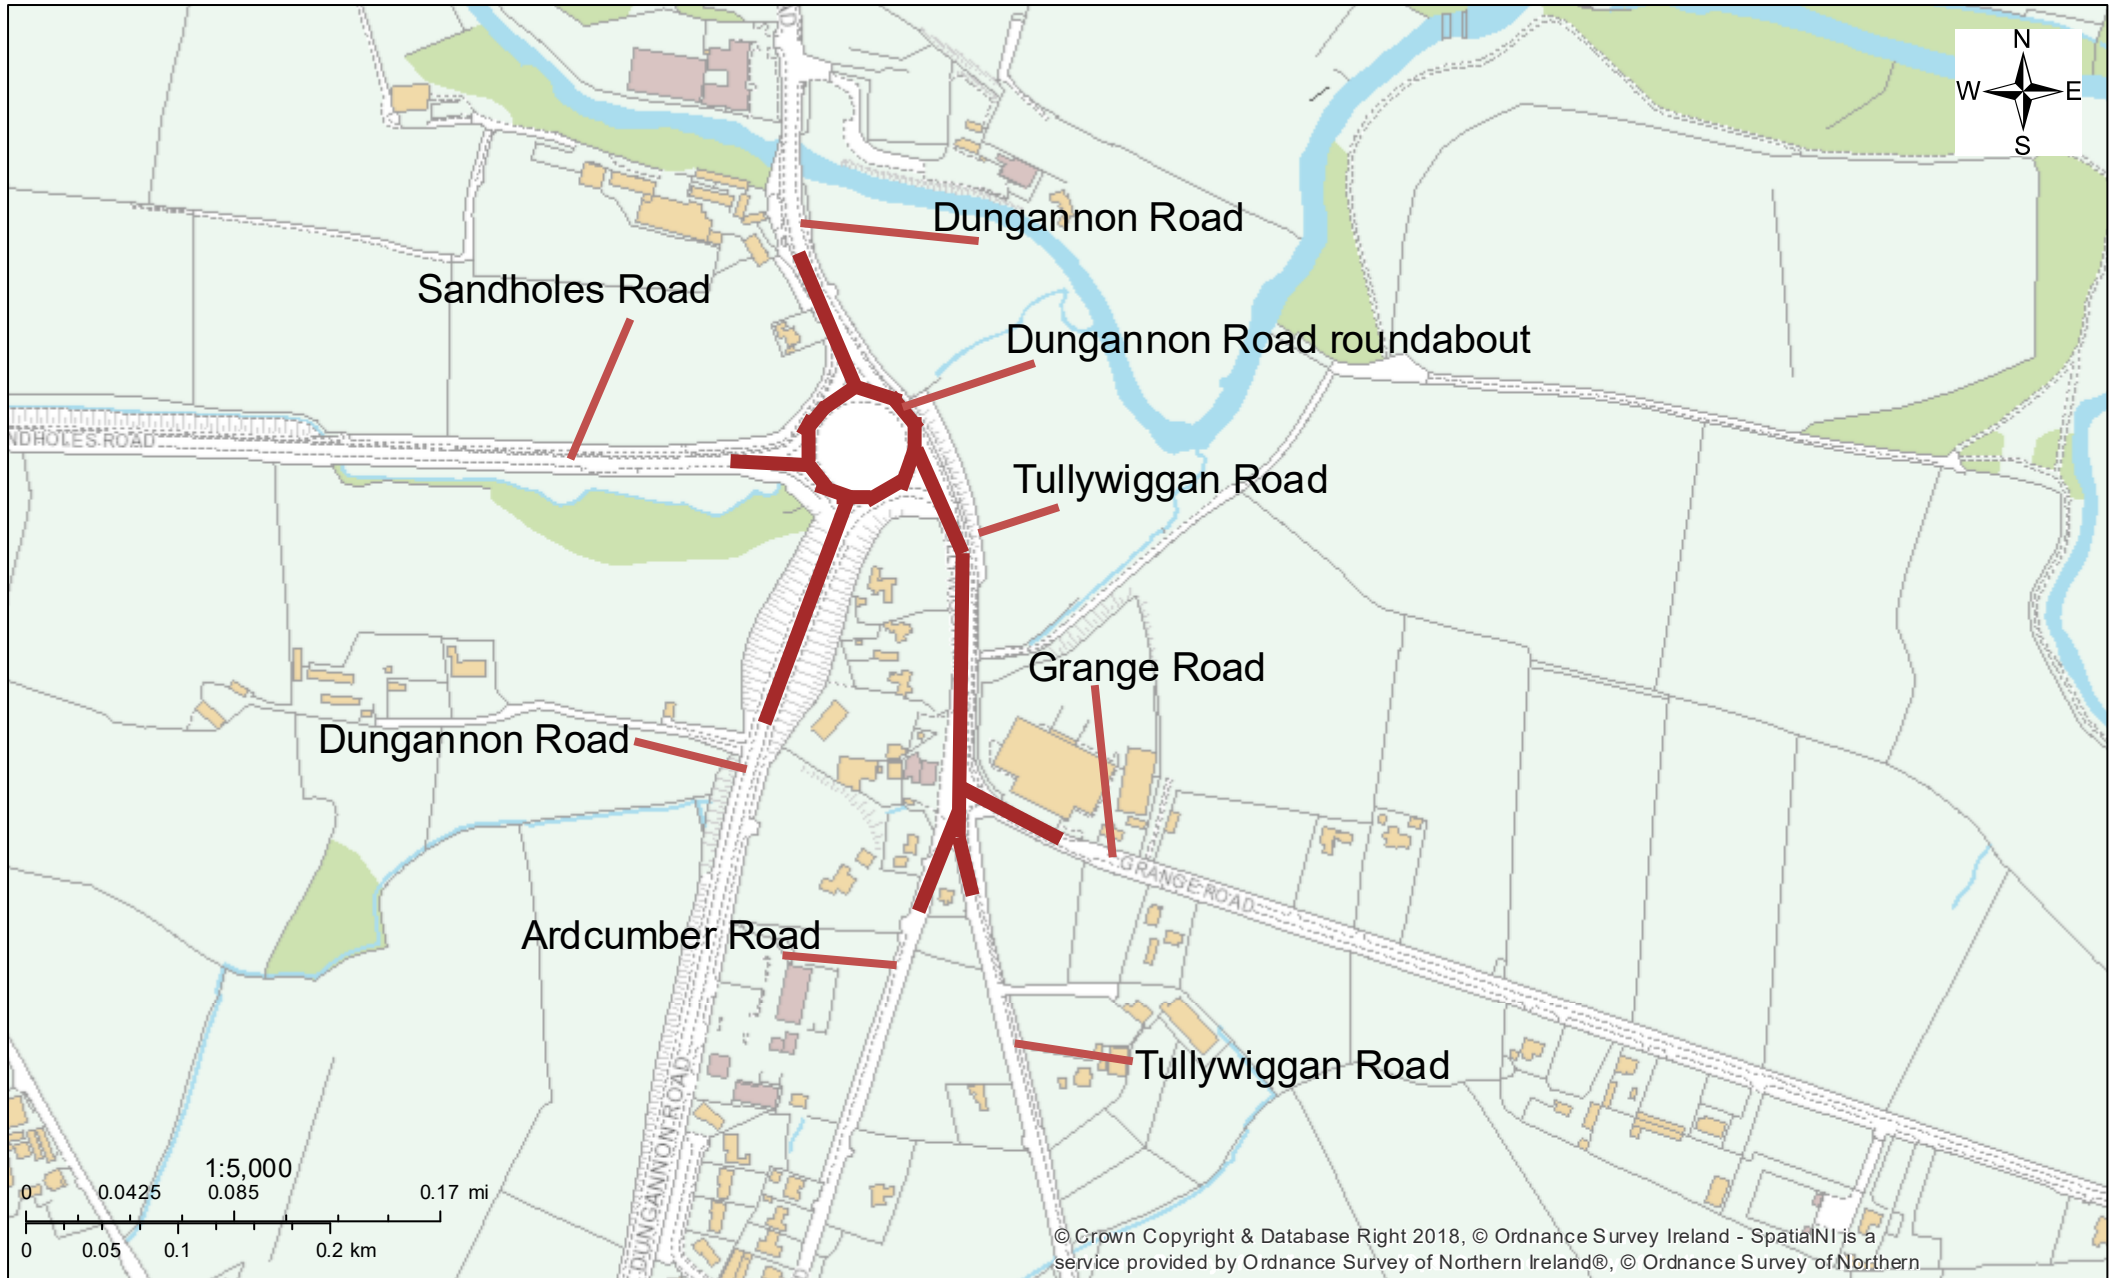 N
W E
S
Dungannon Road
Sandholes Road
Dungannon Road roundabout
NDHOLES ROAD
Tullywiggan Road
Grange Road
Dungannon Road
GRANGE ROAD
Ardcumber Road
Tullywiggan Road
DUNGANNON ROAD
1:5,000
0 0.0425 0.085 0.17 mi
0 0.05 0.1 0.2 km
© Crown Copyright & Database Right 2018, © Ordnance Survey Ireland - SpatialNI is a
service provided by Ordnance Survey of Northern Ireland®, © Ordnance Survey of Northern